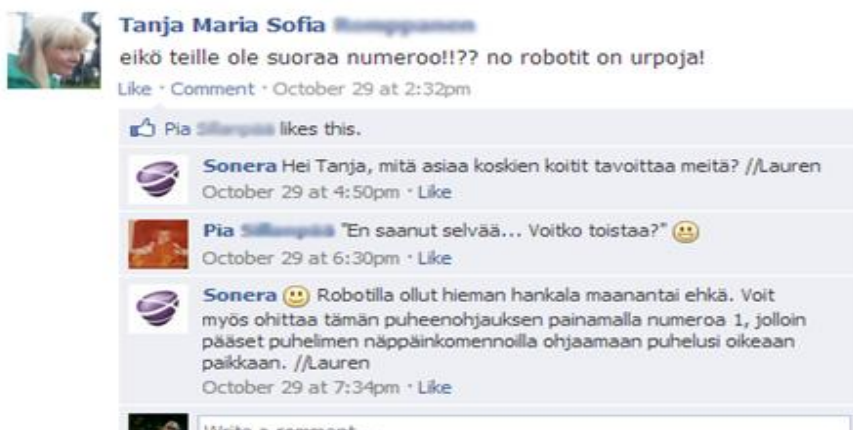 Tanja Maria Sofia
eikö teille ole suoraa numeroo!!?? no robotit on urpoja!
Like · Comment · October 29 at 2:32pm
Pia likes this.
Sonera Hei Tanja, mitä asiaa koskien koitit tavoittaa meitä? //Lauren
October 29 at 4:50pm · Like
Pia "En saanut selvää... Voitko toistaa?"
October 29 at 6:30pm · Like
Sonera Robotilla ollut hieman hankala maanantai ehkä. Voit
myös ohittaa tämän puheenohjauksen painamalla numeroa 1, jolloin
pääset puhelimen näppäinkomennoilla ohjaamaan puhelusi oikeaan
paikkaan. //Lauren
October 29 at 7:34pm · Like
Write a comment